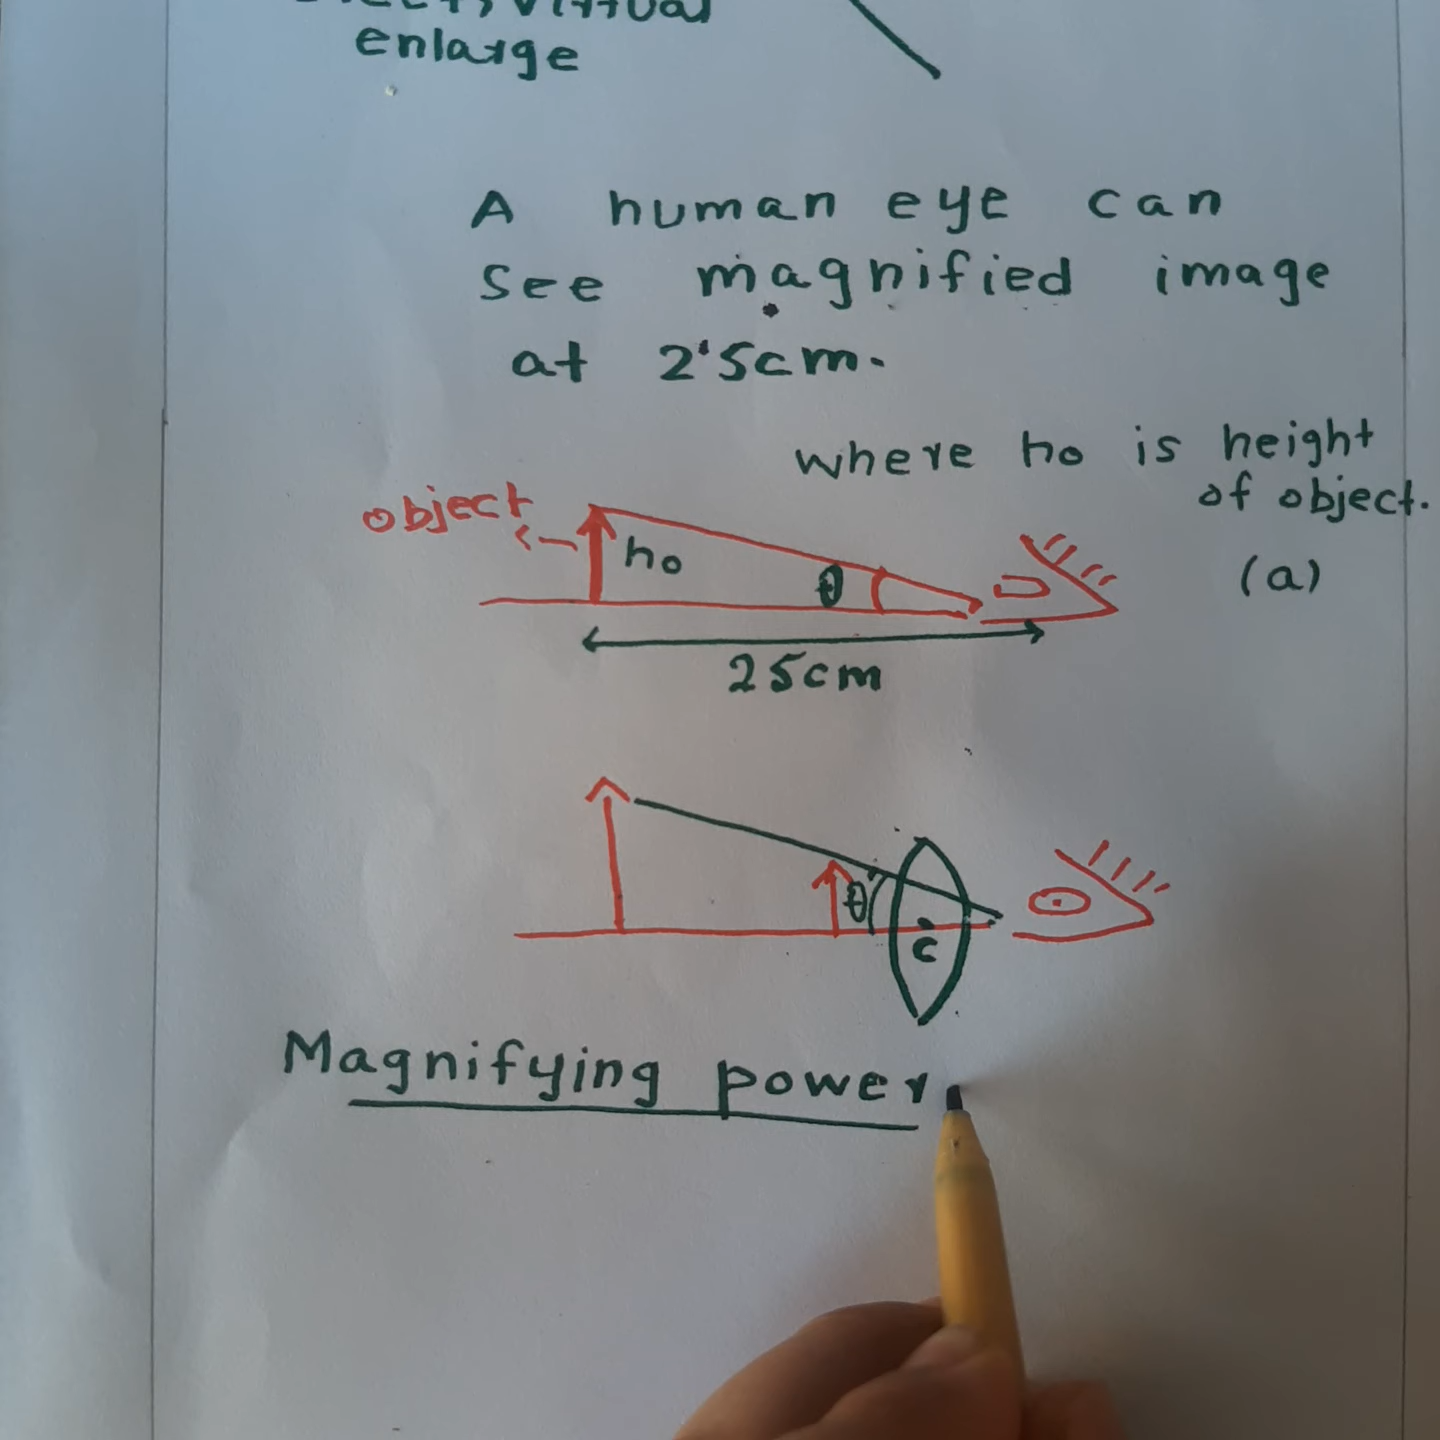 virtual
enlarge
A human eye can
see magnified image
at 2'5cm.
where ho is height
of object.
object
ho
θ
(a)
25cm
θ
c
Magnifying power